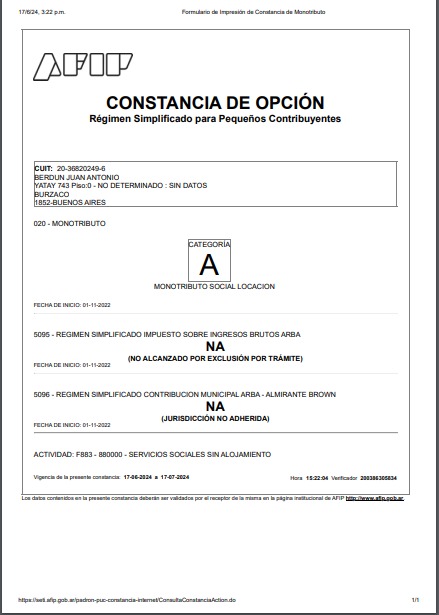 17/6/24, 3:22 p.m.
Formulario de Impresión de Constancia de Monotributo
AFIP
CONSTANCIA DE OPCIÓN
Régimen Simplificado para Pequeños Contribuyentes
CUIT: 20-36820249-6
BERDUN JUAN ANTONIO
YATAY 743 Piso:0 - NO DETERMINADO : SIN DATOS
BURZACO
1852-BUENOS AIRES
020 - MONOTRIBUTO
CATEGORÍA
A
MONOTRIBUTO SOCIAL LOCACION
FECHA DE INICIO: 01-11-2022
5095 - REGIMEN SIMPLIFICADO IMPUESTO SOBRE INGRESOS BRUTOS ARBA
NA
(NO ALCANZADO POR EXCLUSIÓN POR TRÁMITE)
FECHA DE INICIO: 01-11-2022
5096 - REGIMEN SIMPLIFICADO CONTRIBUCION MUNICIPAL ARBA - ALMIRANTE BROWN
NA
(JURISDICCIÓN NO ADHERIDA)
FECHA DE INICIO: 01-11-2022
ACTIVIDAD: F883 - 880000 - SERVICIOS SOCIALES SIN ALOJAMIENTO
Vigencia de la presente constancia: 17-06-2024 a 17-07-2024
Hora 15:22:04 Verificador 200386305834
Los datos contenidos en la presente constancia deberán ser validados por el receptor de la misma en la página institucional de AFIP http://www.afip.gob.ar.
https://seti.afip.gob.ar/padron-puc-constancia-internet/ConsultaConstanciaAction.do
1/1